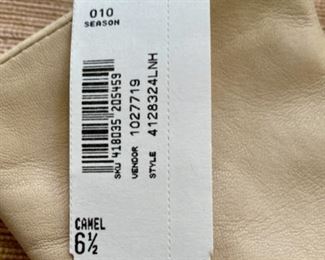 010
SEASON
SKU 418035 205459
VENDOR 1027719
STYLE 4128324LNH
CAMEL
6½